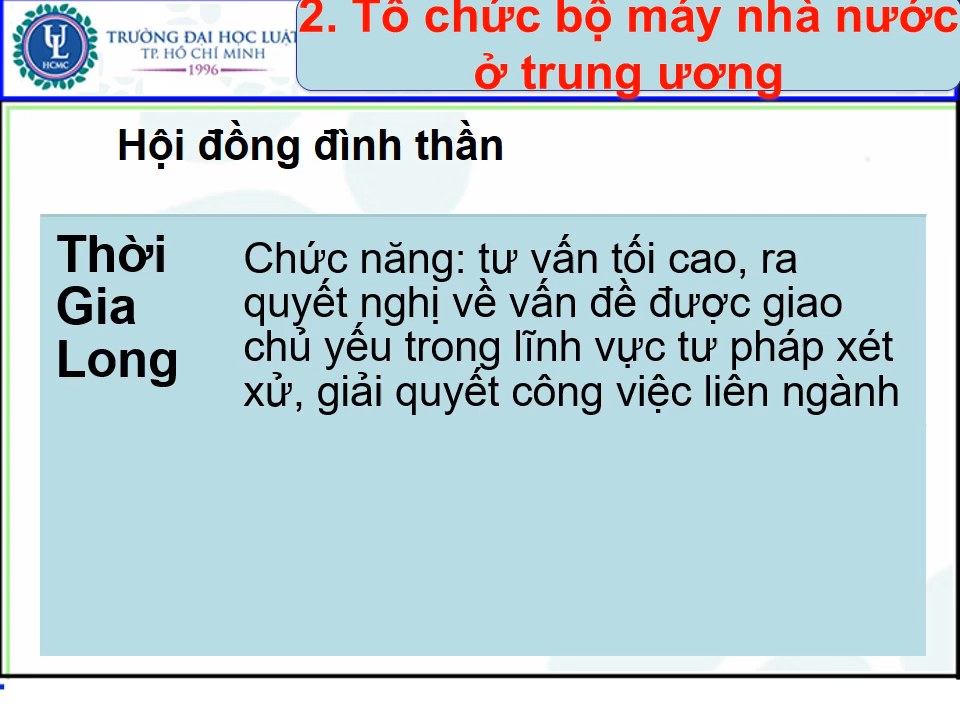 TRƯỜNG ĐẠI HỌC LUẬT
TP. HỒ CHÍ MINH
1996
HCMC
2. Tổ chức bộ máy nhà nước
ở trung ương
Hội đồng đình thần
Thời
Gia
Long
Chức năng: tư vấn tối cao, ra
quyết nghị về vấn đề được giao
chủ yếu trong lĩnh vực tư pháp xét
xử, giải quyết công việc liên ngành